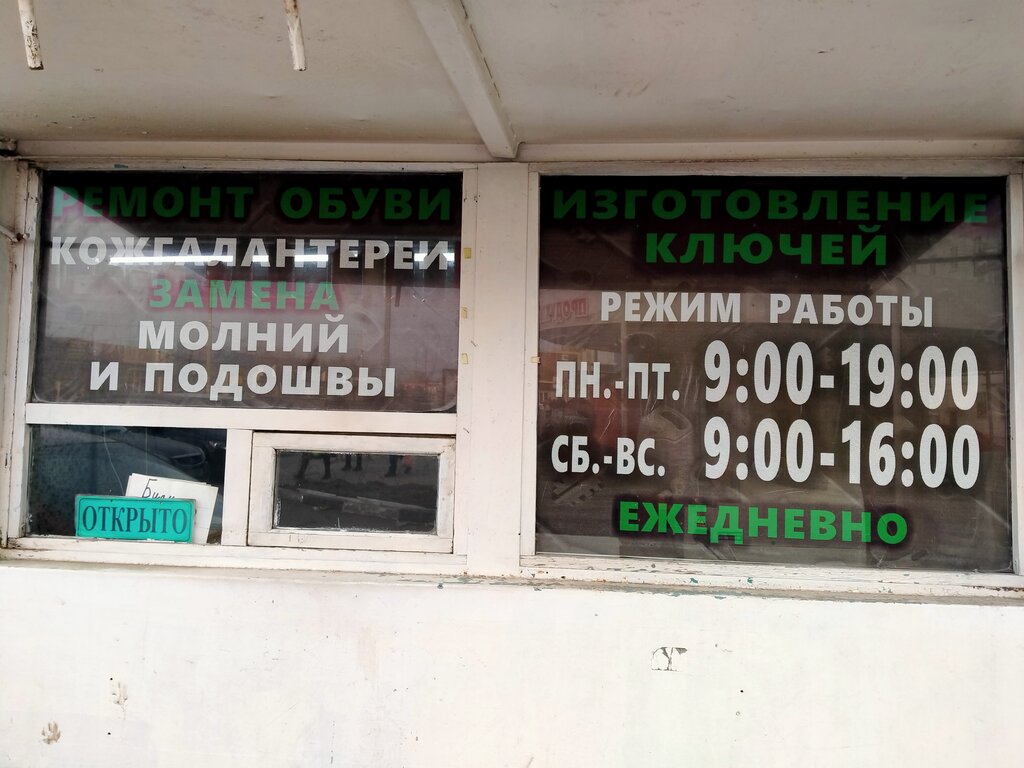 РЕМОНТ ОБУВИ
КОЖГАЛАНТЕРЕИ
ЗАМЕНА
МОЛНИЙ
И ПОДОШВЫ
ОТКРЫТО
ИЗГОТОВЛЕНИЕ
КЛЮЧЕЙ
РЕЖИМ РАБОТЫ
ПН.-ПТ. 9:00-19:00
СБ.-ВС. 9:00-16:00
ЕЖЕДНЕВНО